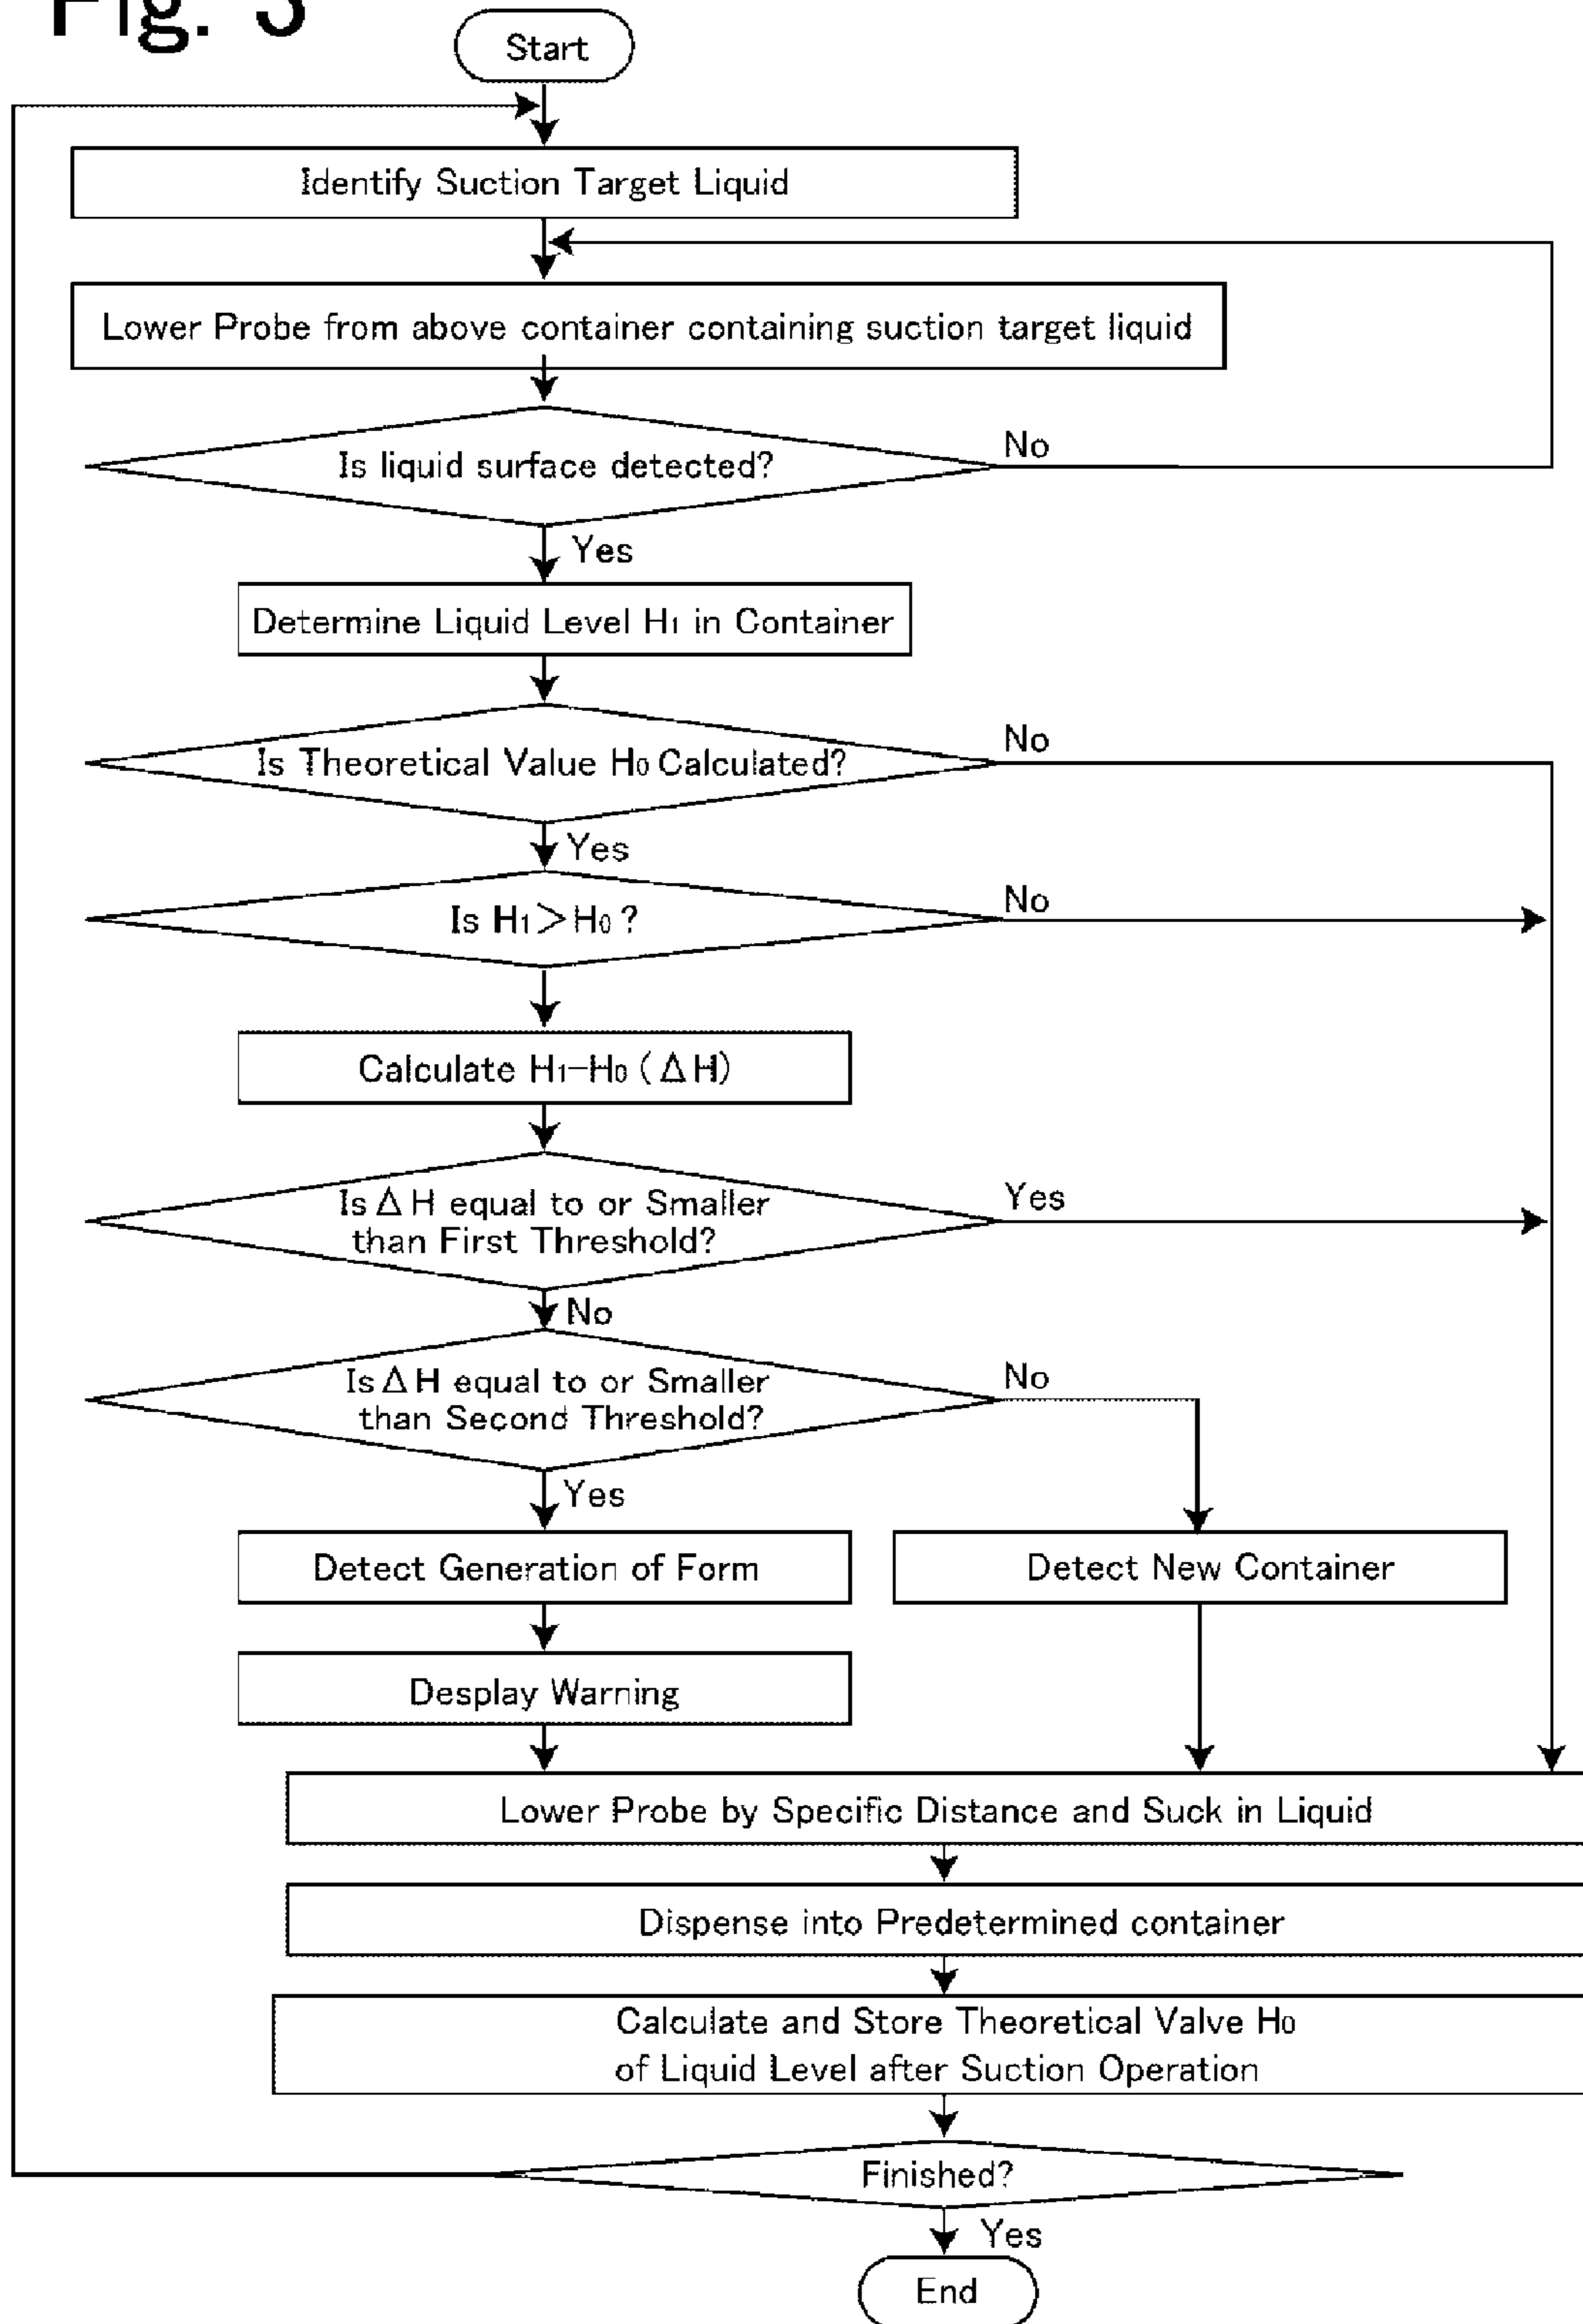 Fig. 3
Start
Identify Suction Target Liquid
Lower Probe from above container containing suction target liquid
Is liquid surface detected?
No
Yes
Determine Liquid Level H1 in Container
Is Theoretical Value H0 Calculated?
No
Yes
Is H1>H0 ?
No
Calculate H1-H0 (ΔH)
Is ΔH equal to or Smaller
than First Threshold?
Yes
No
Is ΔH equal to or Smaller
than Second Threshold?
No
Yes
Detect Generation of Form
Detect New Container
Desplay Warning
Lower Probe by Specific Distance and Suck in Liquid
Dispense into Predetermined container
Calculate and Store Theoretical Valve H0
of Liquid Level after Suction Operation
Finished?
Yes
End